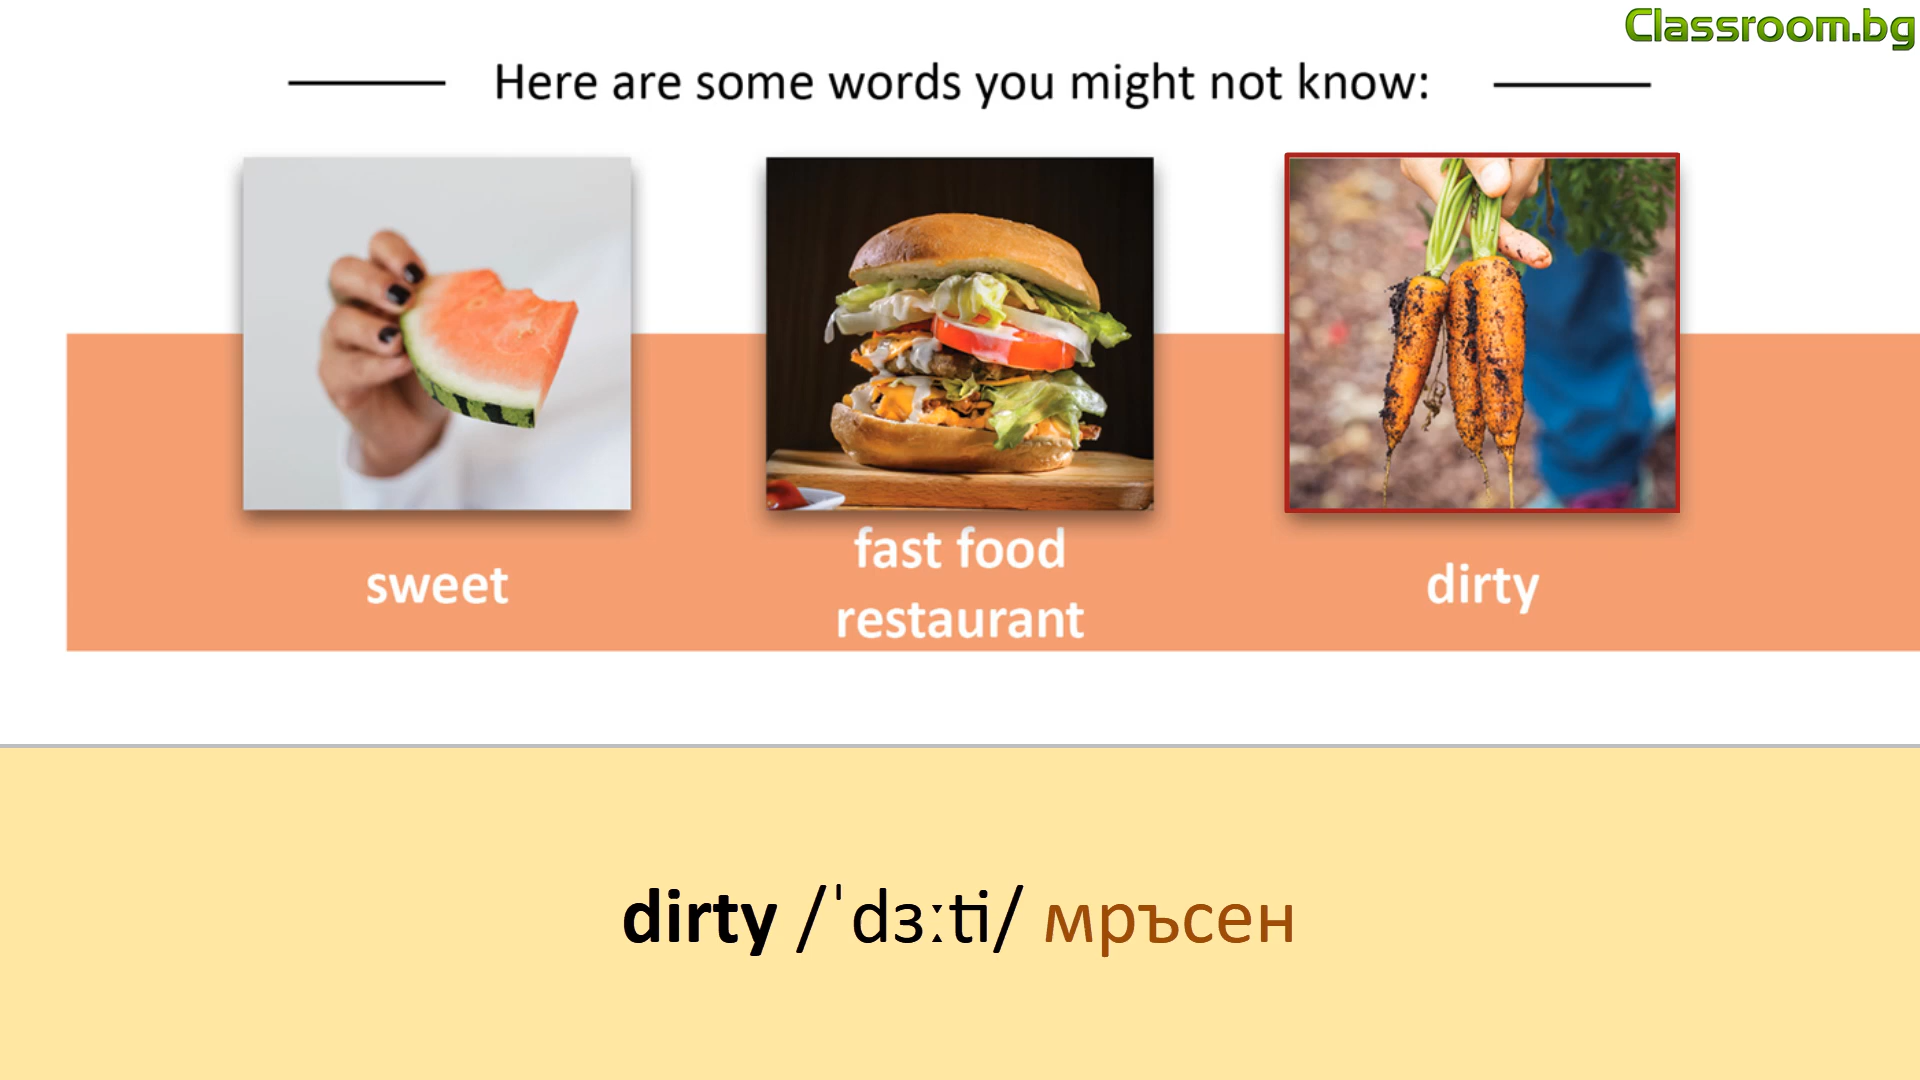 Classroom.bg
Here are some words you might not know:
sweet
fast food
restaurant
dirty
dirty /ˈdɜːti/ мръсен